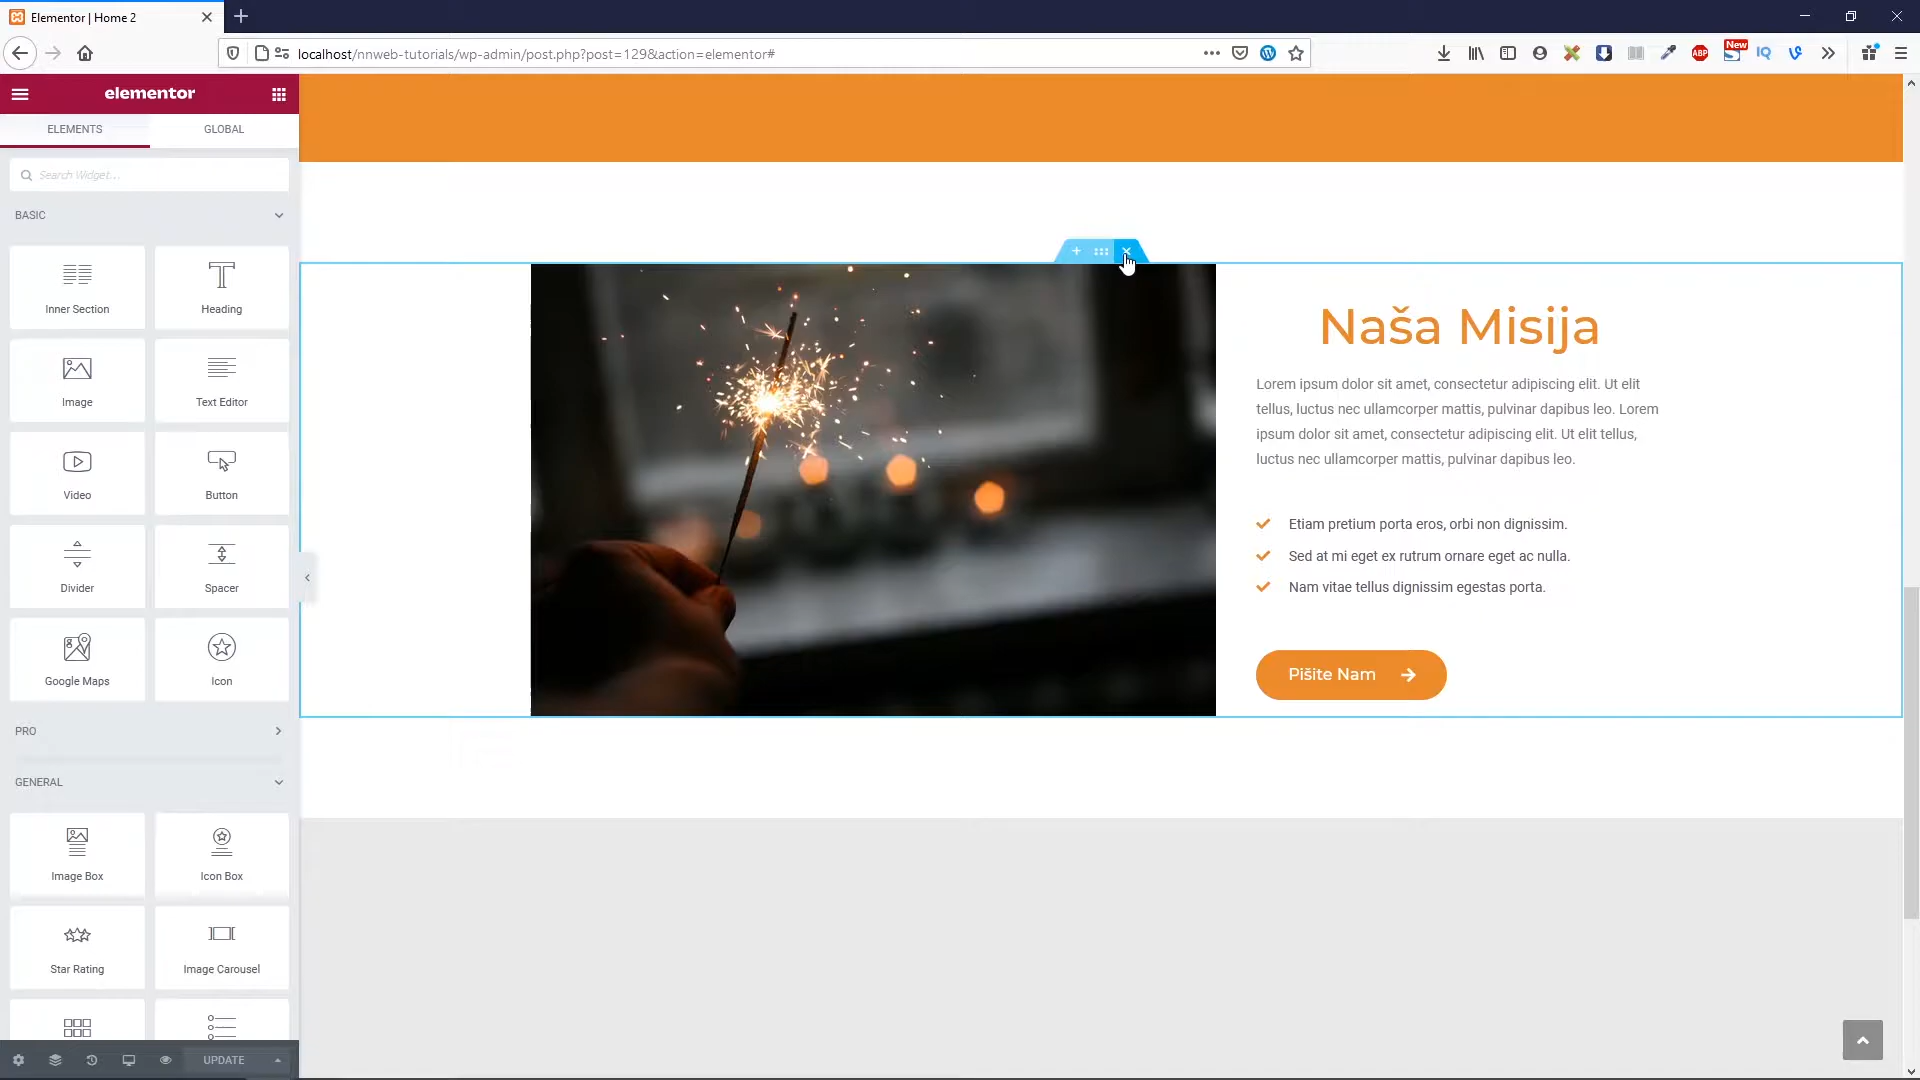 Elementor | Home 2
localhost/nnweb-tutorials/wp-admin/post.php?post=129&action=elementor#
New
ABP
IQ
elementor
ELEMENTS
GLOBAL
Search Widget...
BASIC
Inner Section
Heading
Image
Text Editor
Video
Button
Divider
Spacer
Google Maps
Icon
PRO
GENERAL
Image Box
Icon Box
Star Rating
Image Carousel
UPDATE
Naša Misija
Lorem ipsum dolor sit amet, consectetur adipiscing elit. Ut elit
tellus, luctus nec ullamcorper mattis, pulvinar dapibus leo. Lorem
ipsum dolor sit amet, consectetur adipiscing elit. Ut elit tellus,
luctus nec ullamcorper mattis, pulvinar dapibus leo.
Etiam pretium porta eros, orbi non dignissim.
Sed at mi eget ex rutrum ornare eget ac nulla.
Nam vitae tellus dignissim egestas porta.
Pišite Nam